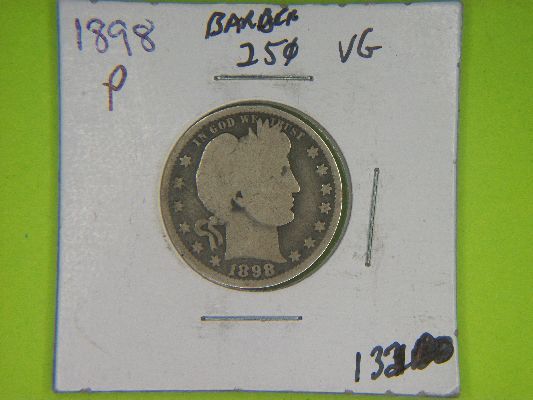 1898 BARBER VG
P 25¢
IN GOD WE TRUST
1898